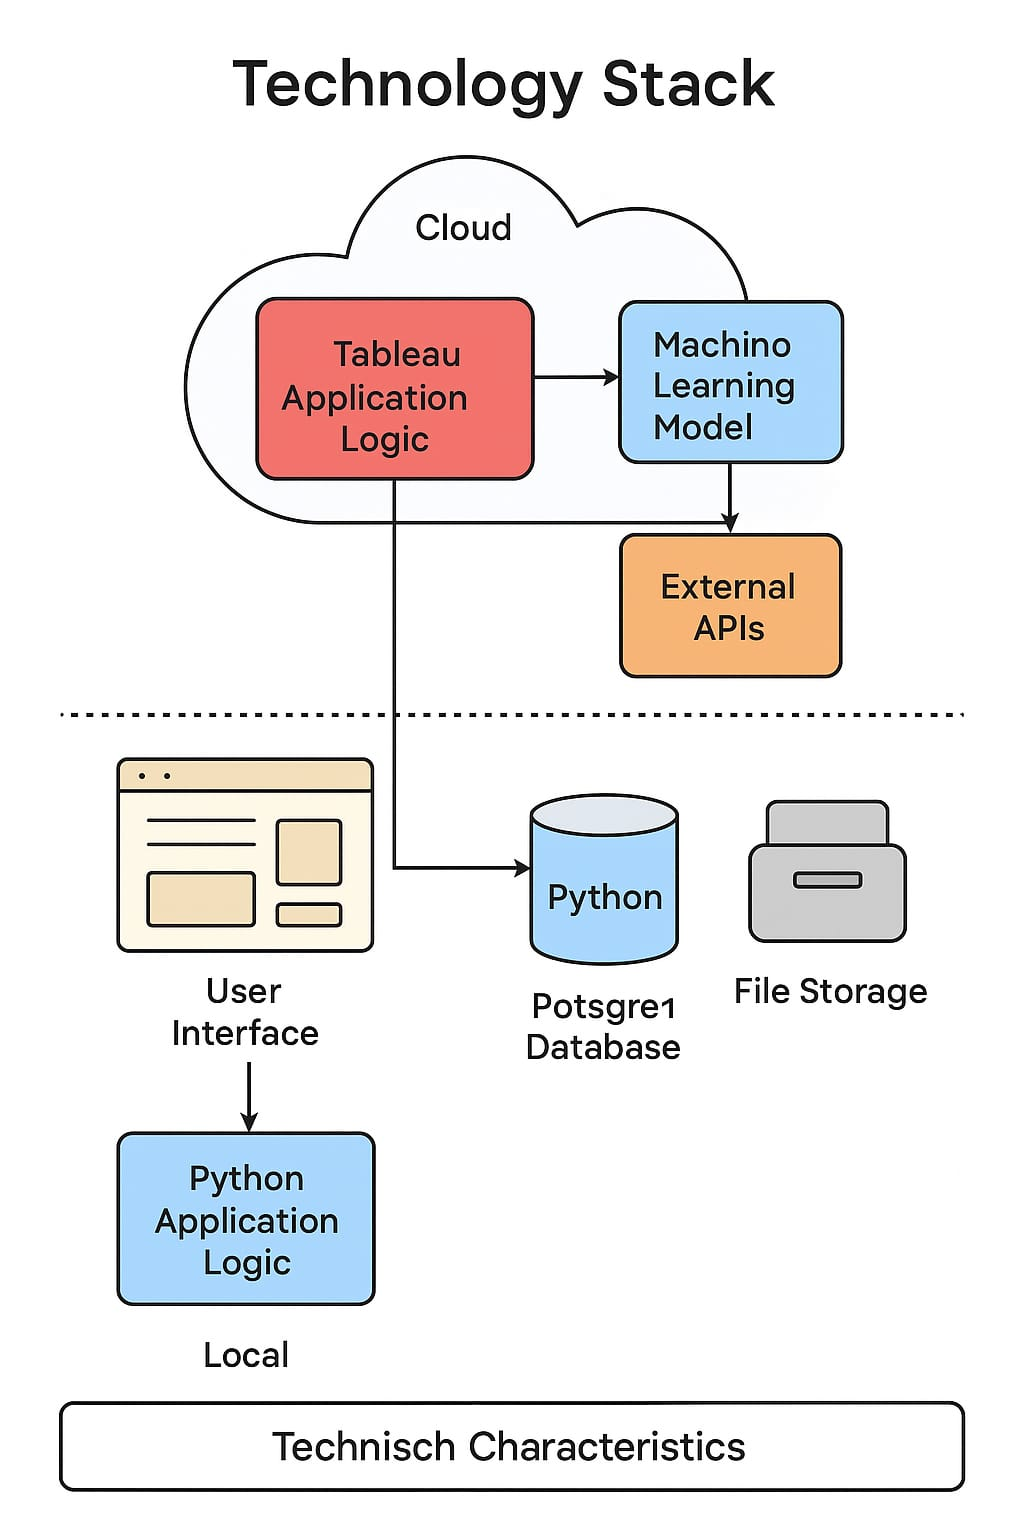 Technology Stack
Cloud
Tableau
Application
Logic
Machino
Learning
Model
External
APIs
User
Interface
Python
Potsgre1
Database
File Storage
Python
Application
Logic
Local
Technisch Characteristics